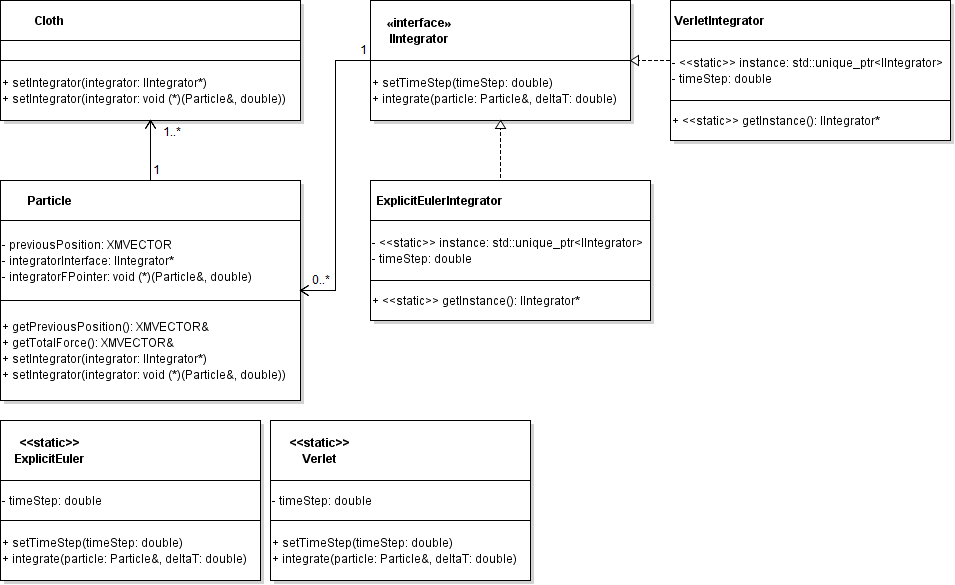 Cloth
+ setIntegrator(integrator: IIntegrator*)
+ setIntegrator(integrator: void (*)(Particle&, double))
«interface»
IIntegrator
+ setTimeStep(timeStep: double)
+ integrate(particle: Particle&, deltaT: double)
VerletIntegrator
- <<static>> instance: std::unique_ptr<IIntegrator>
- timeStep: double
+ <<static>> getInstance(): IIntegrator*
1
1..*
1
0..*
Particle
- previousPosition: XMVECTOR
- integratorInterface: IIntegrator*
- integratorFPointer: void (*)(Particle&, double)
+ getPreviousPosition(): XMVECTOR&
+ getTotalForce(): XMVECTOR&
+ setIntegrator(integrator: IIntegrator*)
+ setIntegrator(integrator: void (*)(Particle&, double))
ExplicitEulerIntegrator
- <<static>> instance: std::unique_ptr<IIntegrator>
- timeStep: double
+ <<static>> getInstance(): IIntegrator*
<<static>>
ExplicitEuler
- timeStep: double
+ setTimeStep(timeStep: double)
+ integrate(particle: Particle&, deltaT: double)
<<static>>
Verlet
- timeStep: double
+ setTimeStep(timeStep: double)
+ integrate(particle: Particle&, deltaT: double)